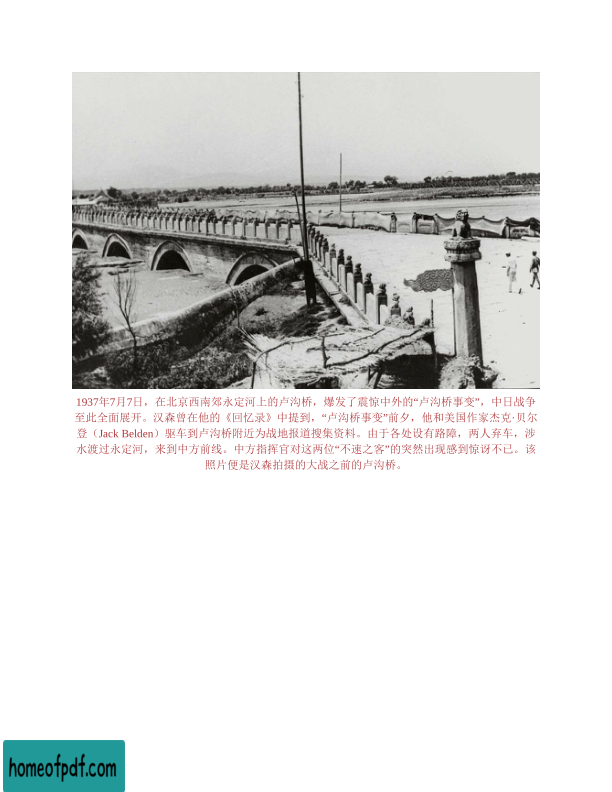 1937年7月7日，在北京西南郊永定河上的卢沟桥，爆发了震惊中外的“卢沟桥事变”，中日战争
至此全面展开。汉森曾在他的《回忆录》中提到，“卢沟桥事变”前夕，他和美国作家杰克·贝尔
登（Jack Belden）驱车到卢沟桥附近为战地报道搜集资料。由于各处设有路障，两人弃车，涉
水渡过永定河，来到中方前线。中方指挥官对这两位“不速之客”的突然出现感到惊讶不已。该
照片便是汉森拍摄的大战之前的卢沟桥。
homeofpdf.com